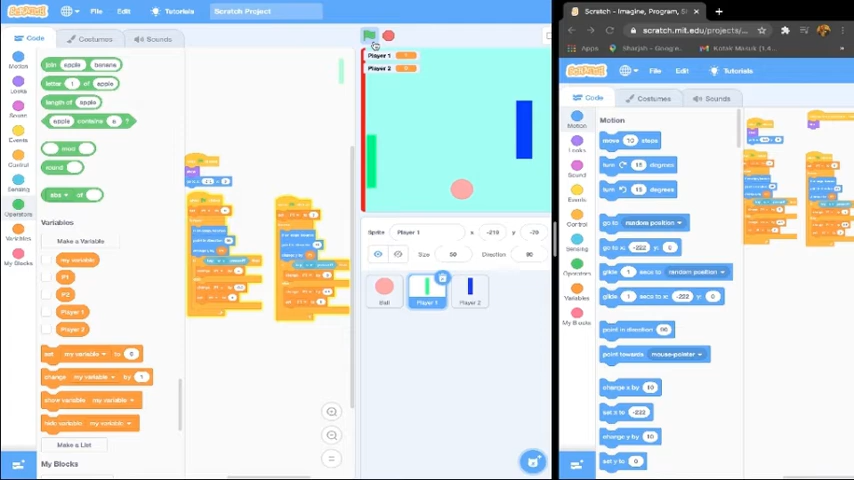 File Edit Tutorials Scratch Project
Code Costumes Sounds
Motion
Looks
Sound
Events
Control
Sensing
Operators
Variables
My Blocks
join apple banana
letter 1 of apple
length of apple
apple contains a ?
mod
round
abs of
Variables
Make a Variable
my variable
P1
P2
Player 1
Player 2
set my variable to 0
change my variable by 1
show variable my variable
hide variable my variable
Make a List
My Blocks
Player 1
Player 2
Sprite Player 1 x -210 y -70
Size 50 Direction 90
Ball
Player 1
Player 2
Scratch - Imagine, Program, S
scratch.mit.edu/projects/
Apps
File Edit Tutorials
Code Costumes Sounds
Motion
Looks
Sound
Events
Control
Sensing
Operators
Variables
My Blocks
Motion
move 10 steps
turn 15 degrees
turn 15 degrees
go to random position
go to x: -222 y: 0
glide 1 secs to random position
glide 1 secs to x: -222 y: 0
point in direction 90
point towards mouse-pointer
change x by 10
set x to -222
change y by 10
set y to 0